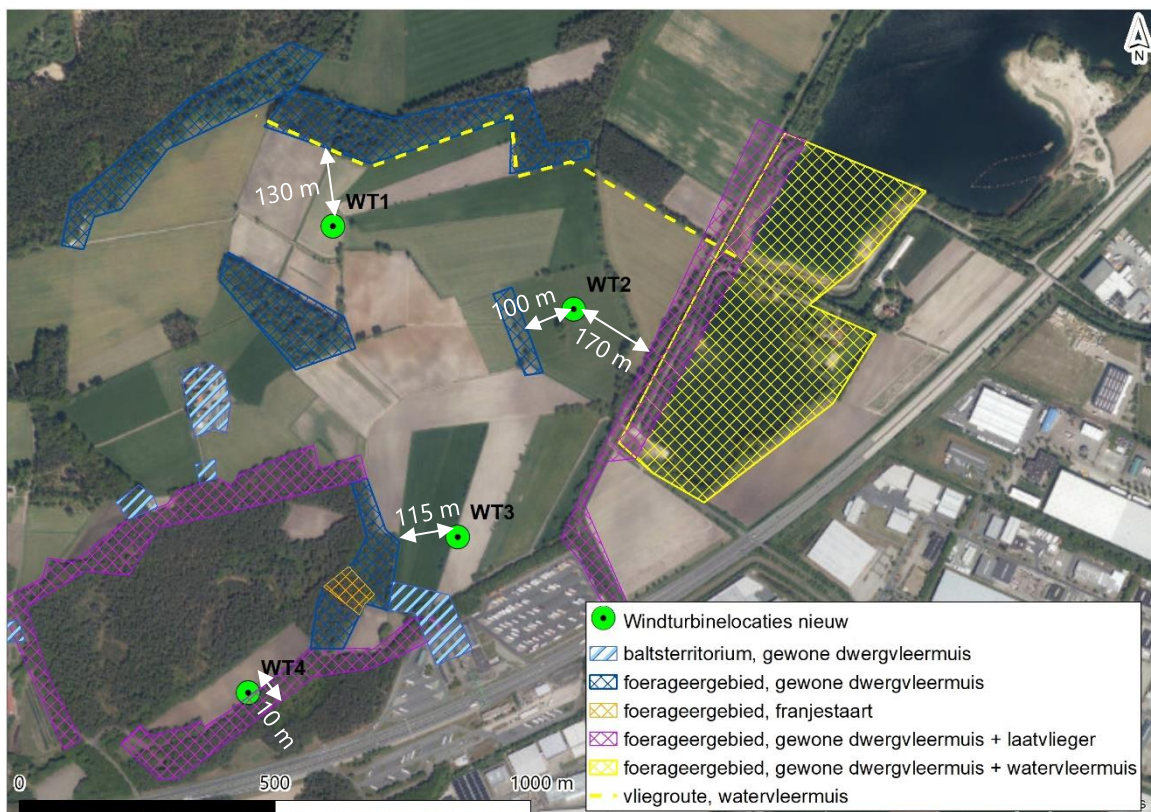 N
130 m
WT1
WT2
100 m
170 m
115 m
WT3
WT4
10 m
0 500 1000 m
Windturbinelocaties nieuw
baltsterritorium, gewone dwergvleermuis
foerageergebied, gewone dwergvleermuis
foerageergebied, franjestaart
foerageergebied, gewone dwergvleermuis + laatvlieger
foerageergebied, gewone dwergvleermuis + watervleermuis
vliegroute, watervleermuis